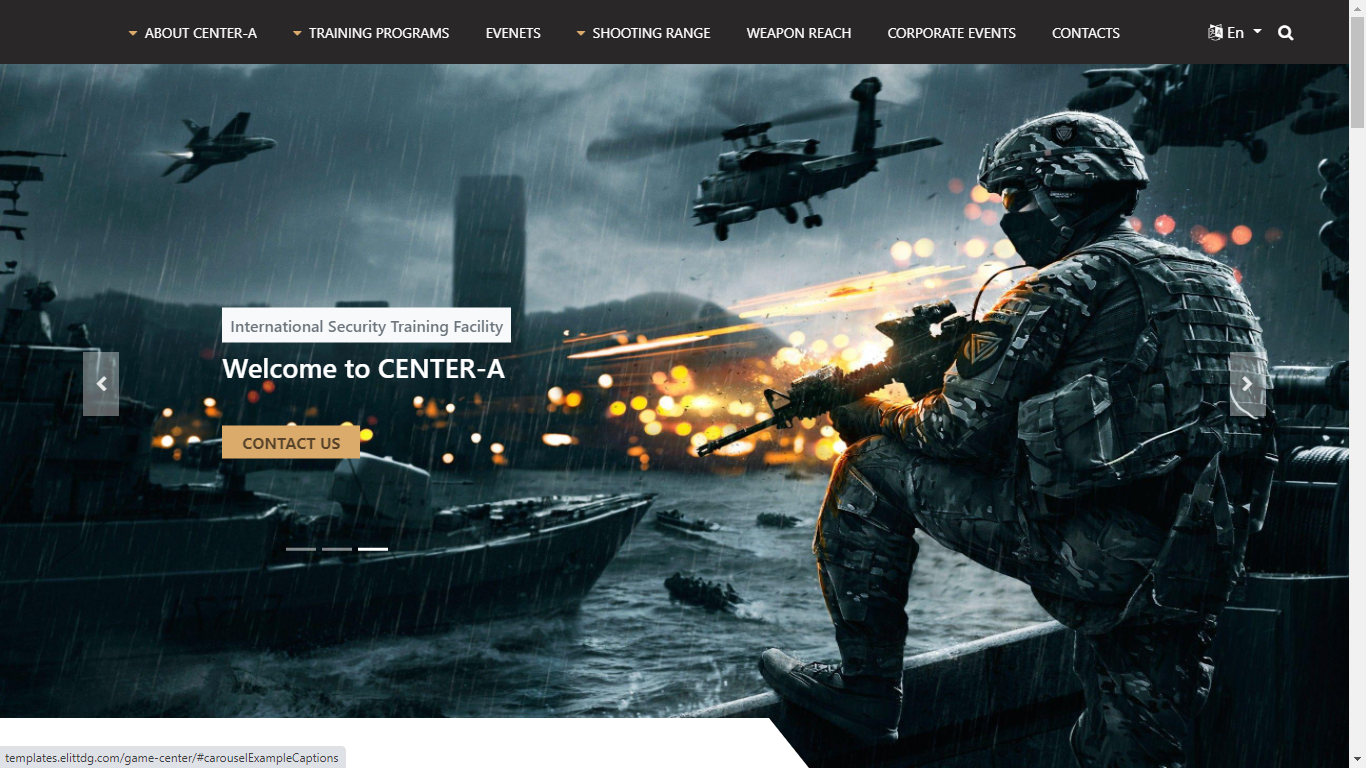 ABOUT CENTER-A TRAINING PROGRAMS EVENETS SHOOTING RANGE WEAPON REACH CORPORATE EVENTS CONTACTS En
International Security Training Facility
Welcome to CENTER-A
CONTACT US
templates.elittdg.com/game-center/#carouselExampleCaptions